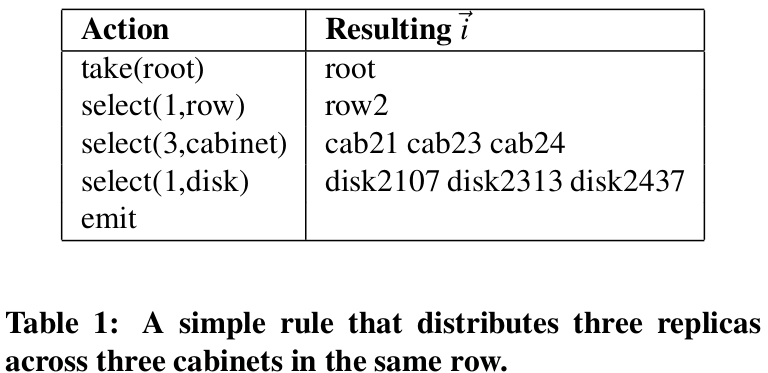 Action Resulting i⃗
take(root) root
select(1,row) row2
select(3,cabinet) cab21 cab23 cab24
select(1,disk) disk2107 disk2313 disk2437
emit
Table 1: A simple rule that distributes three replicas
across three cabinets in the same row.